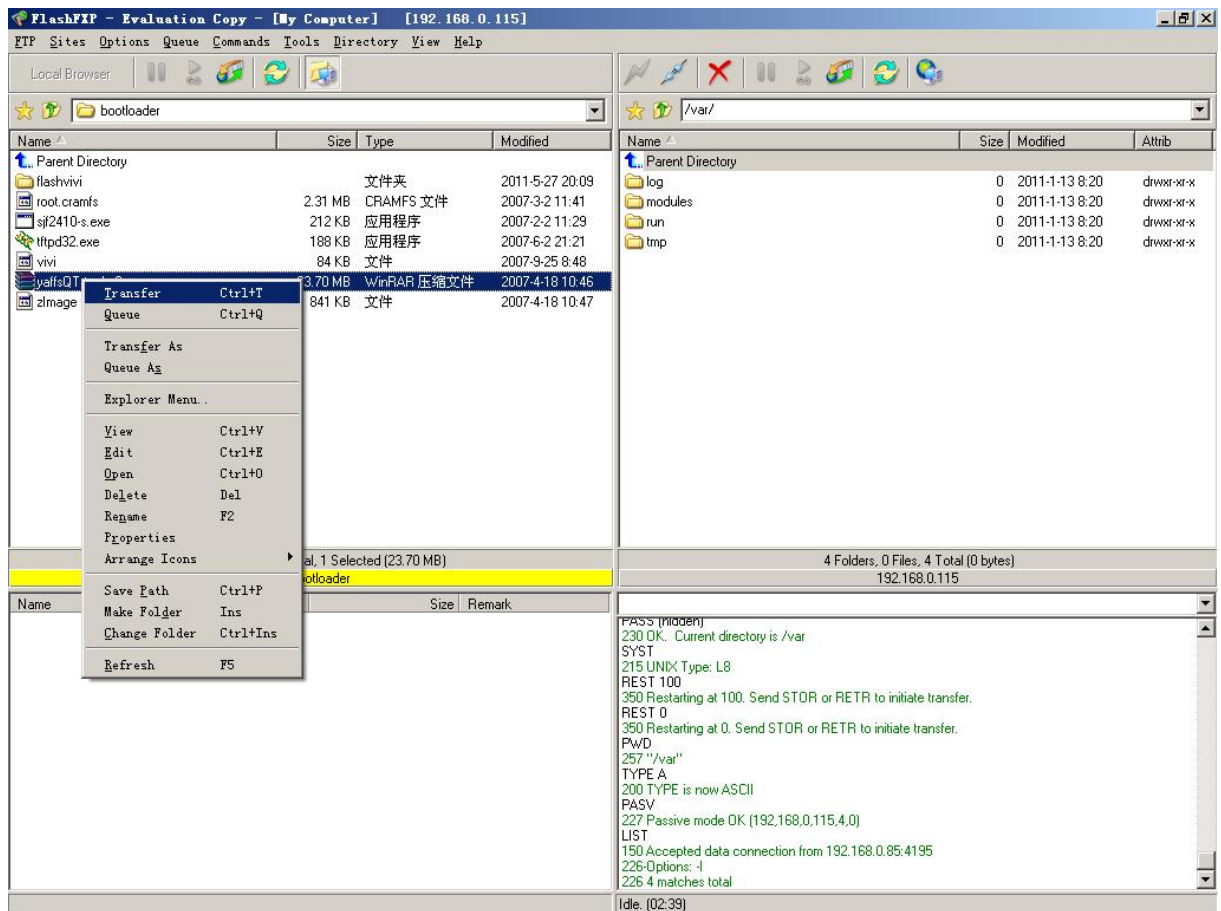 FlashFXP - Evaluation Copy - [My Computer] [192.168.0.115]
FTP Sites Options Queue Commands Tools Directory View Help
Local Browser
bootloader
Name Size Type Modified
Parent Directory
flashvivi 文件夹 2011-5-27 20:09
root.cramfs 2.31 MB CRAMFS 文件 2007-3-2 11:41
sjf2410-s.exe 212 KB 应用程序 2007-2-2 11:29
tftpd32.exe 188 KB 应用程序 2007-6-2 21:21
vivi 84 KB 文件 2007-9-25 8:48
3.70 MB WinRAR 压缩文件 2007-4-18 10:46
zImage 841 KB 文件 2007-4-18 10:47
Transfer Ctrl+T
Queue Ctrl+Q
Transfer As
Queue As
Explorer Menu..
View Ctrl+V
Edit Ctrl+E
Open Ctrl+O
Delete Del
Rename F2
Properties
Arrange Icons
Save Path Ctrl+P
Make Folder Ins
Change Folder Ctrl+Ins
Refresh F5
al, 1 Selected (23.70 MB)
otloader
Name Size Remark
/var/
Name Size Modified Attrib
Parent Directory
log 0 2011-1-13 8:20 drwxr-xr-x
modules 0 2011-1-13 8:20 drwxr-xr-x
run 0 2011-1-13 8:20 drwxr-xr-x
tmp 0 2011-1-13 8:20 drwxr-xr-x
4 Folders, 0 Files, 4 Total (0 bytes)
192.168.0.115
PASS (hidden)
230 OK. Current directory is /var
SYST
215 UNIX Type: L8
REST 100
350 Restarting at 100. Send STOR or RETR to initiate transfer.
REST 0
350 Restarting at 0. Send STOR or RETR to initiate transfer.
PWD
257 "/var"
TYPE A
200 TYPE is now ASCII
PASV
227 Passive mode OK (192,168,0,115,4,0)
LIST
150 Accepted data connection from 192.168.0.85:4195
226-Options: -l
226 4 matches total
Idle. (02:39)